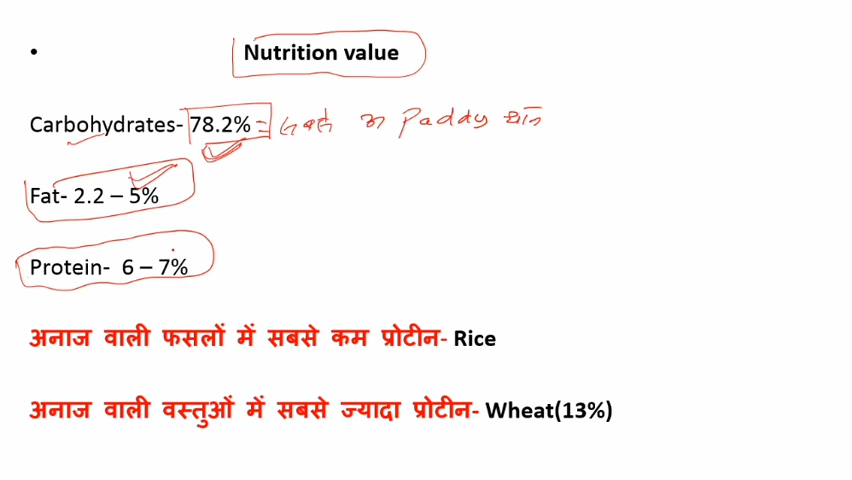 • Nutrition value
Carbohydrates- 78.2% = Paddy
Fat- 2.2 – 5%
Protein- 6 – 7%
अनाज वाली फसलों में सबसे कम प्रोटीन- Rice
अनाज वाली वस्तुओं में सबसे ज्यादा प्रोटीन- Wheat(13%)